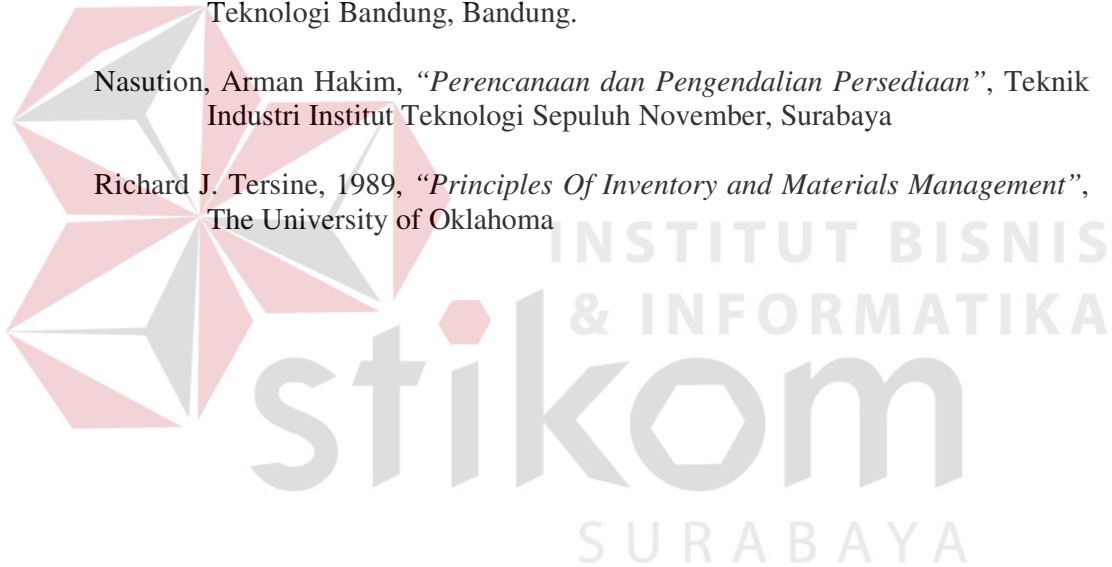 Teknologi Bandung, Bandung.
Nasution, Arman Hakim, “Perencanaan dan Pengendalian Persediaan”, Teknik
Industri Institut Teknologi Sepuluh November, Surabaya
Richard J. Tersine, 1989, “Principles Of Inventory and Materials Management”,
The University of Oklahoma
INSTITUT BISNIS
& INFORMATIKA
stikom
SURABAYA